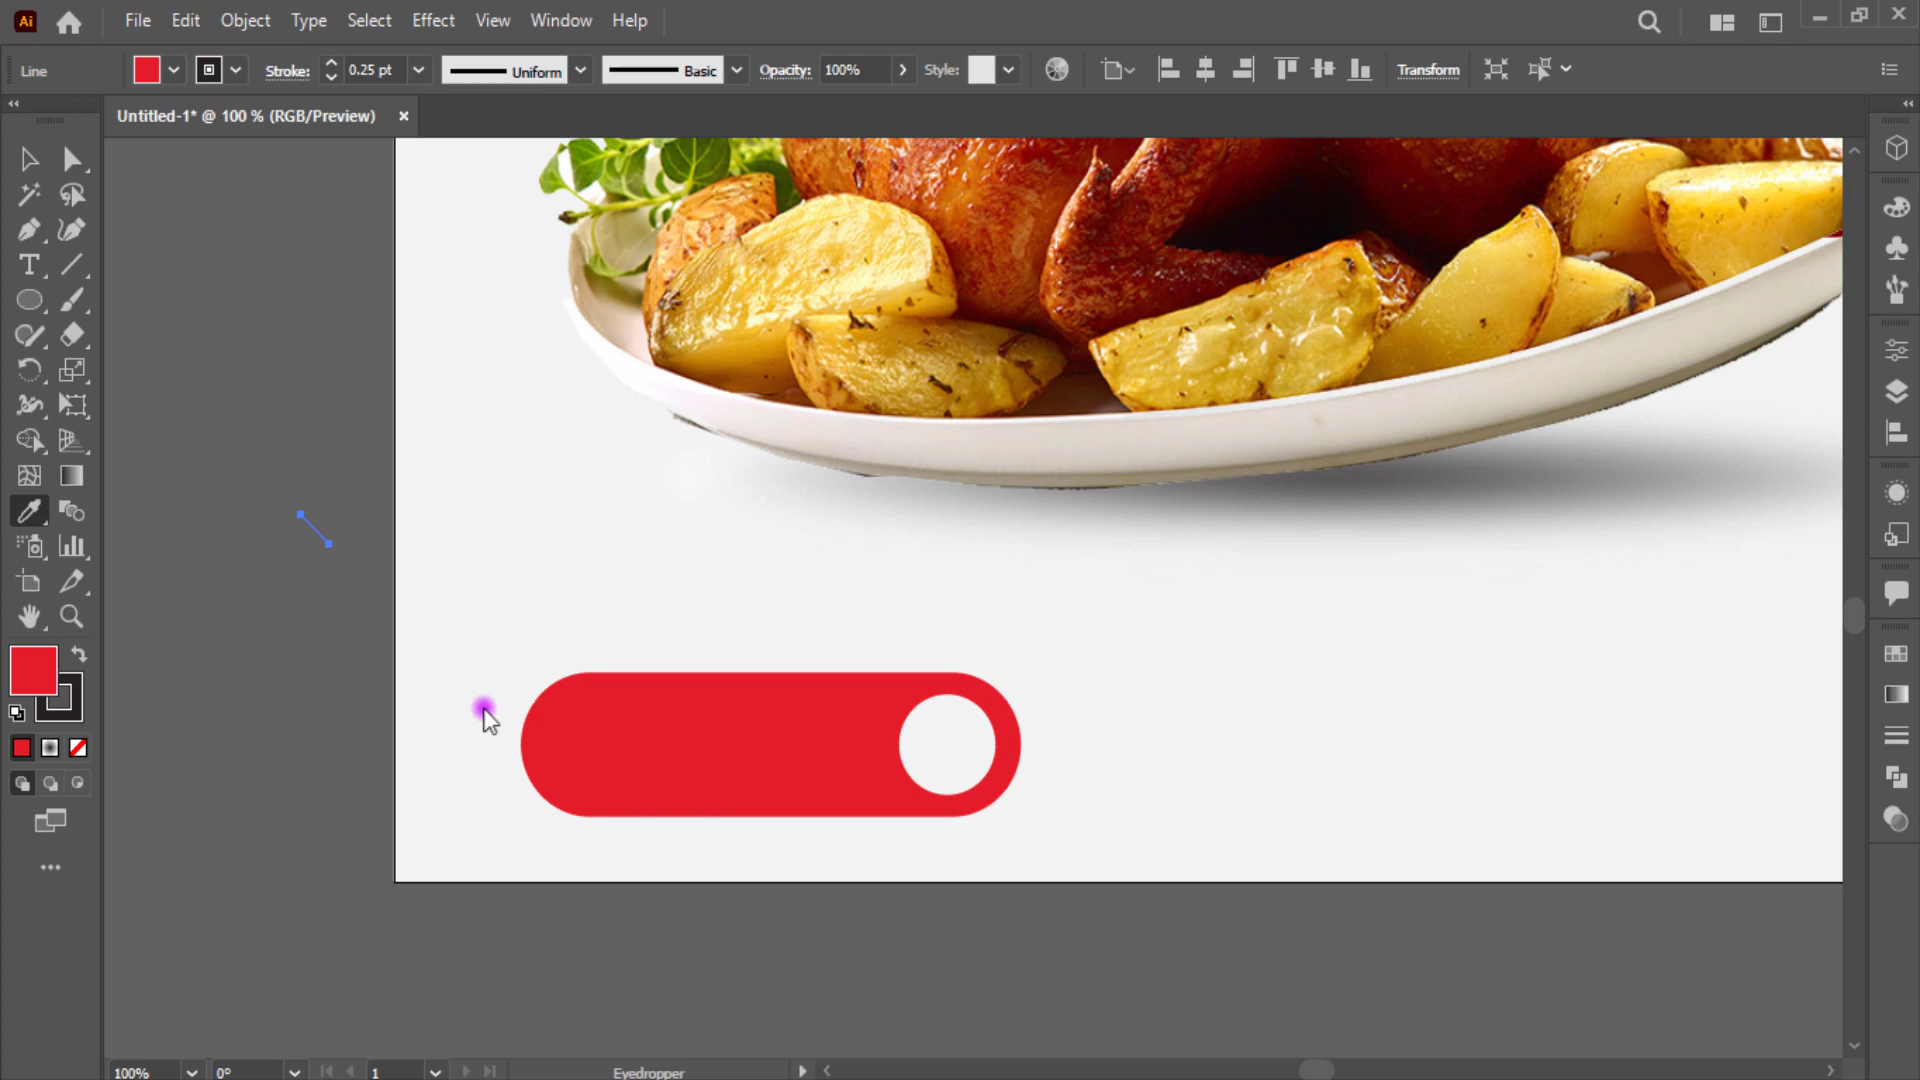 Ai File Edit Object Type Select Effect View Window Help
Line Stroke: 0.25 pt Uniform Basic Opacity: 100% Style: Transform
Untitled-1* @ 100 % (RGB/Preview) ×
T
100% 0° 1 Eyedropper